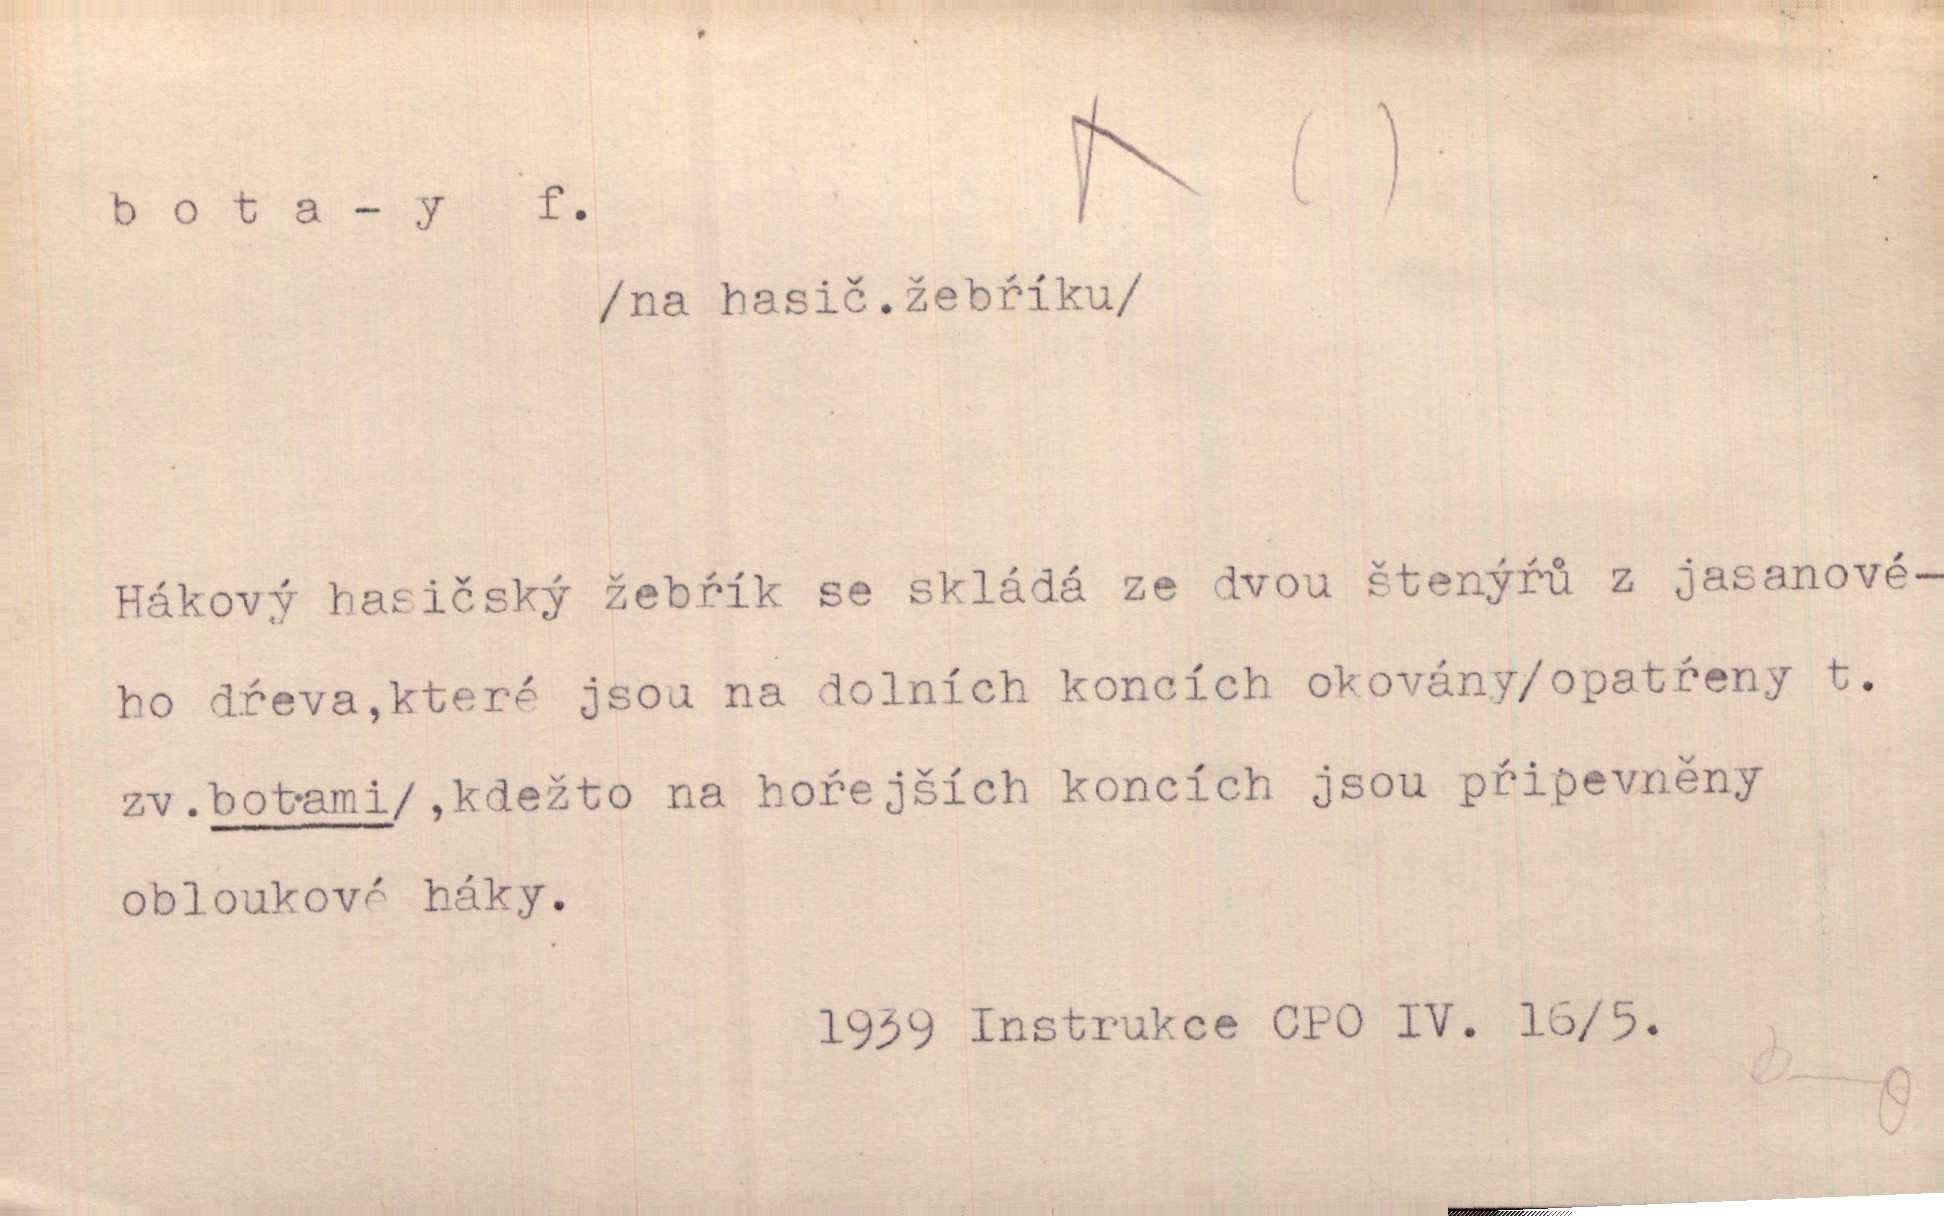 bota-y f.
/na hasič.žebříku/
Hákový hasičský žebřík se skládá ze dvou štenýřů z jasanové-
ho dřeva,které jsou na dolních koncích okovány/opatřeny t.
zv.botami/,kdežto na hořejších koncích jsou připevněny
obloukové háky.
1939 Instrukce CPO IV. 16/5.